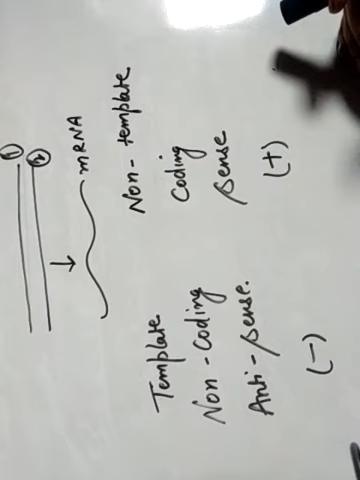 ①
②
mRNA
Template
Non-coding
Anti-sense.
(-)
Non-template
Coding
sense
(+)